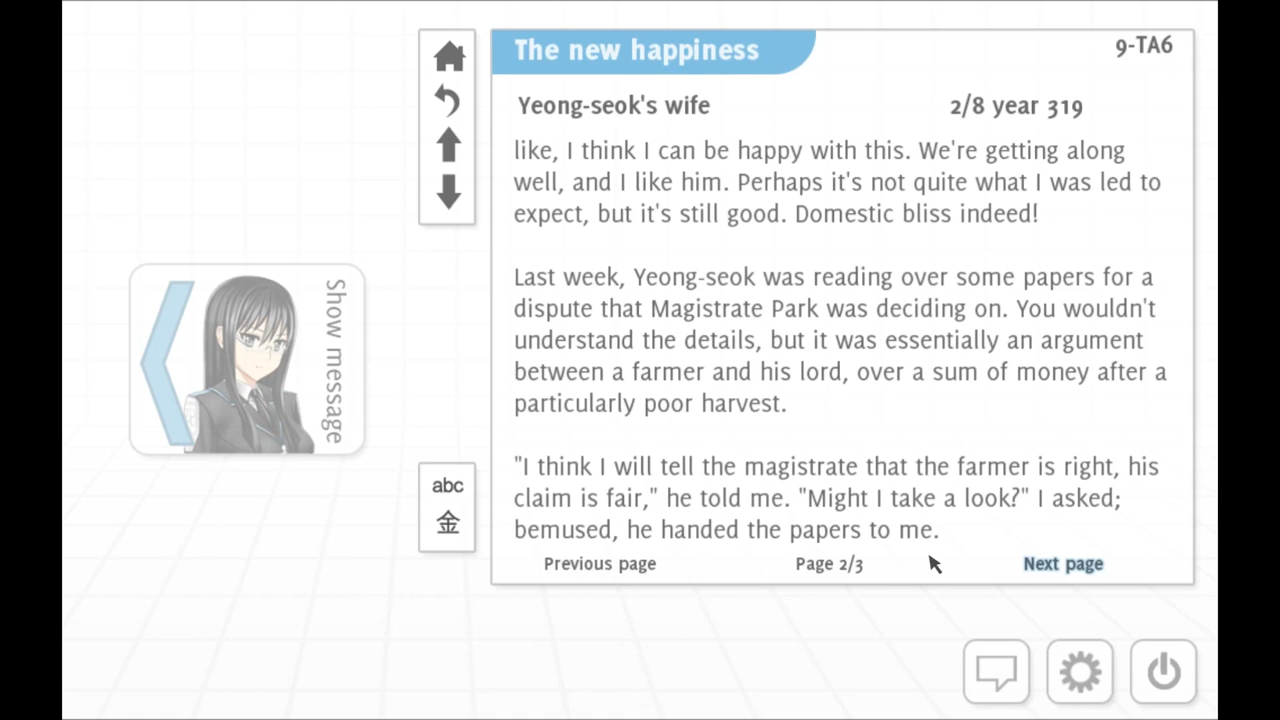 The new happiness
9-TA6
Yeong-seok's wife
2/8 year 319
like, I think I can be happy with this. We're getting along
well, and I like him. Perhaps it's not quite what I was led to
expect, but it's still good. Domestic bliss indeed!
Last week, Yeong-seok was reading over some papers for a
dispute that Magistrate Park was deciding on. You wouldn't
understand the details, but it was essentially an argument
between a farmer and his lord, over a sum of money after a
particularly poor harvest.
"I think I will tell the magistrate that the farmer is right, his
claim is fair," he told me. "Might I take a look?" I asked;
bemused, he handed the papers to me.
Previous page
Page 2/3
Next page
Show message
abc
金